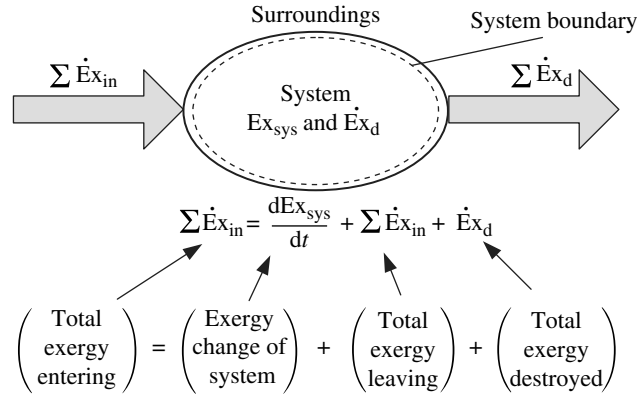 Surroundings
System boundary
∑ Ėx_in
∑ Ėx_d
System
Ex_sys and Ėx_d
∑ Ėx_in = dEx_sys/dt + ∑ Ėx_in + Ėx_d
(Total exergy entering) = (Exergy change of system) + (Total exergy leaving) + (Total exergy destroyed)